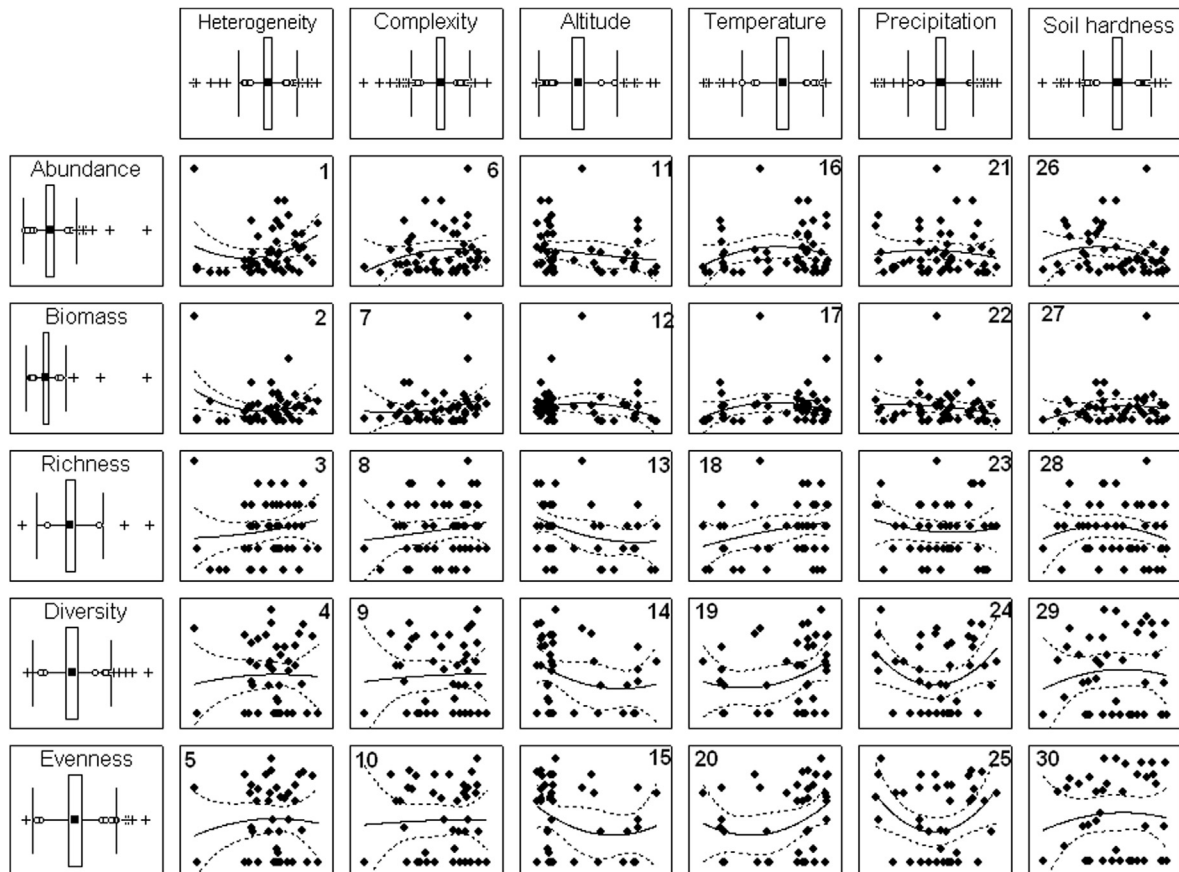 Heterogeneity Complexity Altitude Temperature Precipitation Soil hardness
Abundance 1 6 11 16 21 26
Biomass 2 7 12 17 22 27
Richness 3 8 13 18 23 28
Diversity 4 9 14 19 24 29
Evenness 5 10 15 20 25 30